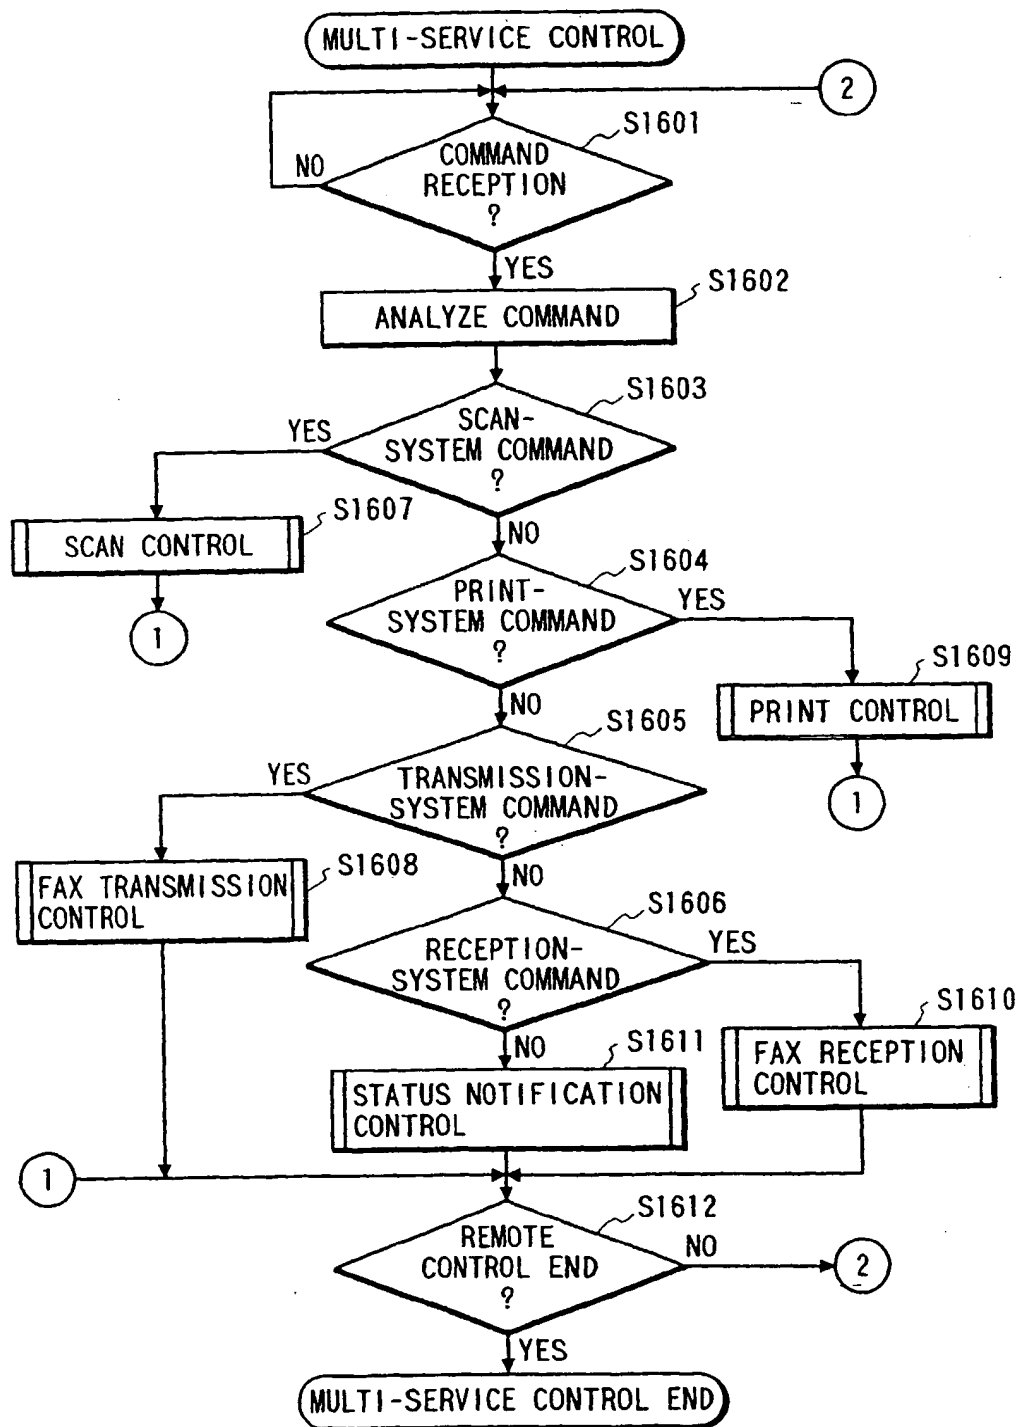 MULTI-SERVICE CONTROL
2
S1601
NO
COMMAND
RECEPTION
?
YES
S1602
ANALYZE COMMAND
S1603
YES
SCAN-
SYSTEM COMMAND
?
S1607
NO
SCAN CONTROL
S1604
PRINT-
SYSTEM COMMAND
?
YES
1
S1609
NO
PRINT CONTROL
S1605
YES
TRANSMISSION-
SYSTEM COMMAND
?
1
S1608
NO
FAX TRANSMISSION
CONTROL
S1606
RECEPTION-
SYSTEM COMMAND
?
YES
S1610
NO
S1611
FAX RECEPTION
CONTROL
STATUS NOTIFICATION
CONTROL
1
S1612
REMOTE
CONTROL END
?
NO
2
YES
MULTI-SERVICE CONTROL END